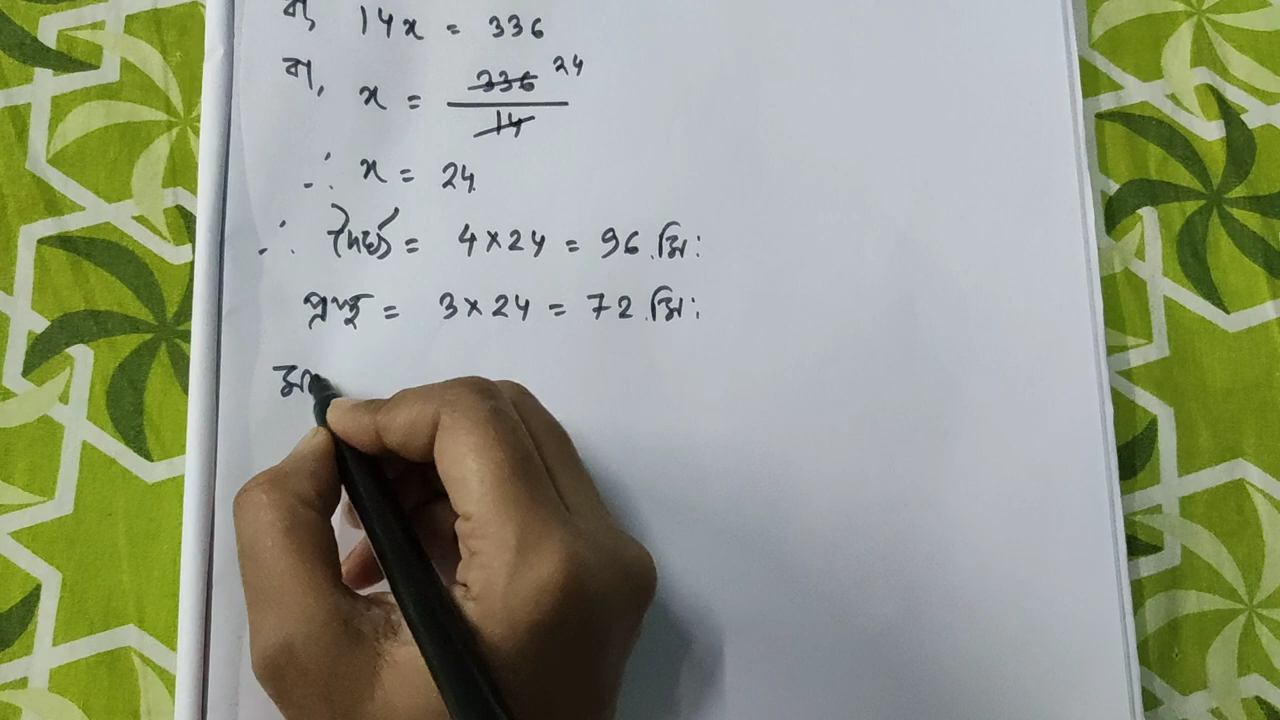 বা, 14x = 336
বা, x = 336 24 / 14
∴ x = 24
∴ দৈর্ঘ্য = 4×24 = 96 মি:
প্রস্থ = 3×24 = 72 মি: